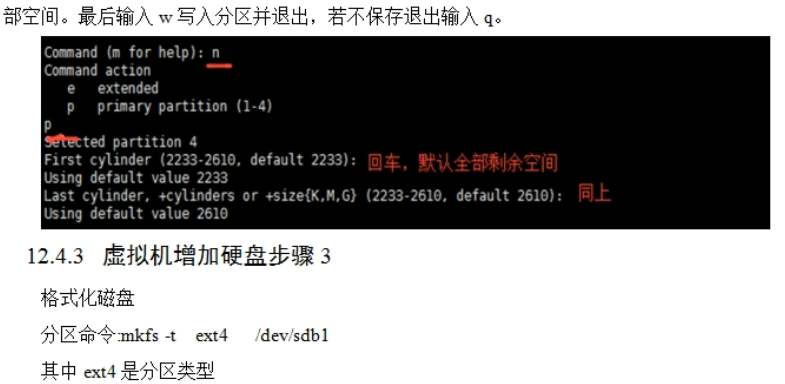 部空间。最后输入 w 写入分区并退出，若不保存退出输入 q。
Command (m for help): n
Command action
e   extended
p   primary partition (1-4)
p
Selected partition 4
First cylinder (2233-2610, default 2233): 回车，默认全部剩余空间
Using default value 2233
Last cylinder, +cylinders or +size{K,M,G} (2233-2610, default 2610): 同上
Using default value 2610
12.4.3 虚拟机增加硬盘步骤 3
格式化磁盘
分区命令:mkfs -t ext4 /dev/sdb1
其中 ext4 是分区类型